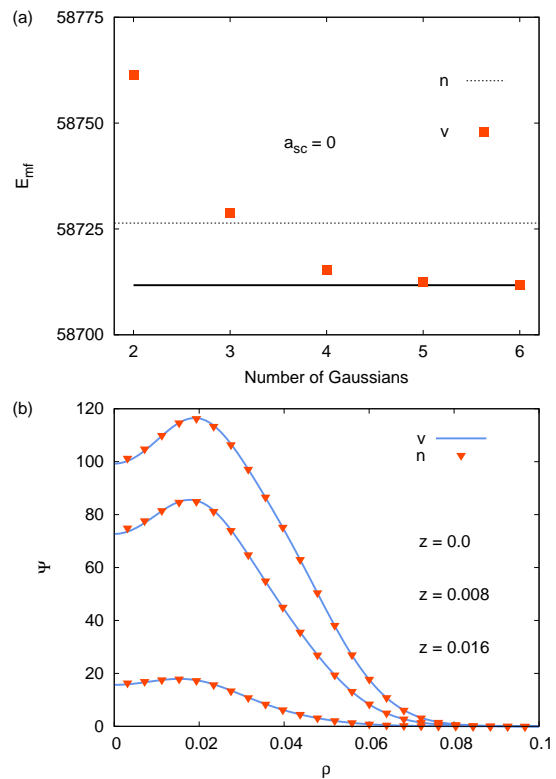 (a)
58775
58750
58725
58700
E_mf
n
v
a_sc = 0
2 3 4 5 6
Number of Gaussians
(b)
120
100
80
60
40
20
0
Ψ
v
n
z = 0.0
z = 0.008
z = 0.016
0 0.02 0.04 0.06 0.08 0.1
ρ